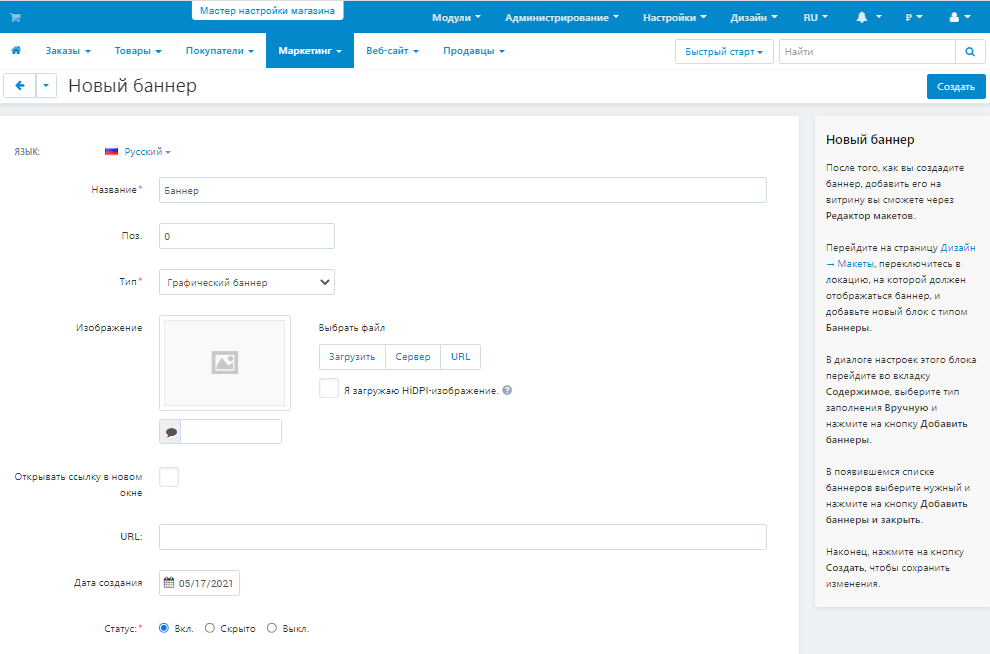 Мастер настройки магазина
Модули Администрирование Настройки Дизайн RU ₽
Заказы Товары Покупатели Маркетинг Веб-сайт Продавцы Быстрый старт Найти
Новый баннер Создать
ЯЗЫК: Русский
Название* Баннер
Поз. 0
Тип* Графический баннер
Изображение
Выбрать файл
Загрузить Сервер URL
Я загружаю HiDPI-изображение. ?
Открывать ссылку в новом
окне
URL:
Дата создания 05/17/2021
Статус:* Вкл. Скрыто Выкл.
Новый баннер
После того, как вы создадите
баннер, добавить его на
витрину вы сможете через
Редактор макетов.
Перейдите на страницу Дизайн
→ Макеты, переключитесь в
локацию, на которой должен
отображаться баннер, и
добавьте новый блок с типом
Баннеры.
В диалоге настроек этого блока
перейдите во вкладку
Содержимое, выберите тип
заполнения Вручную и
нажмите на кнопку Добавить
баннеры.
В появившемся списке
баннеров выберите нужный и
нажмите на кнопку Добавить
баннеры и закрыть.
Наконец, нажмите на кнопку
Создать, чтобы сохранить
изменения.